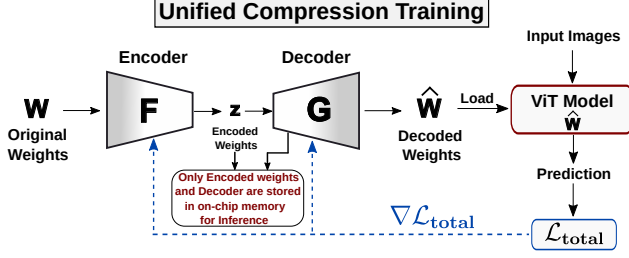 Unified Compression Training
Encoder
Decoder
Input Images
W
F
z
G
Ŵ
Load
ViT Model
Ŵ
Original
Weights
Encoded
Weights
Decoded
Weights
Only Encoded weights
and Decoder are stored
in on-chip memory
for Inference
Prediction
∇ℒtotal
ℒtotal